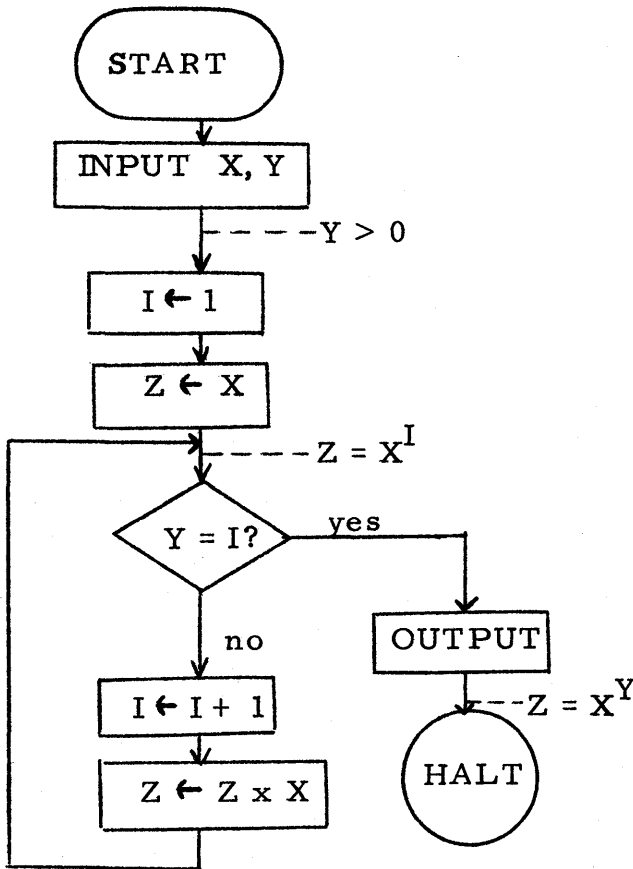 START
INPUT X, Y
Y > 0
I ← 1
Z ← X
Z = X^I
Y = I?
yes
no
OUTPUT
I ← I + 1
Z = X^Y
Z ← Z x X
HALT